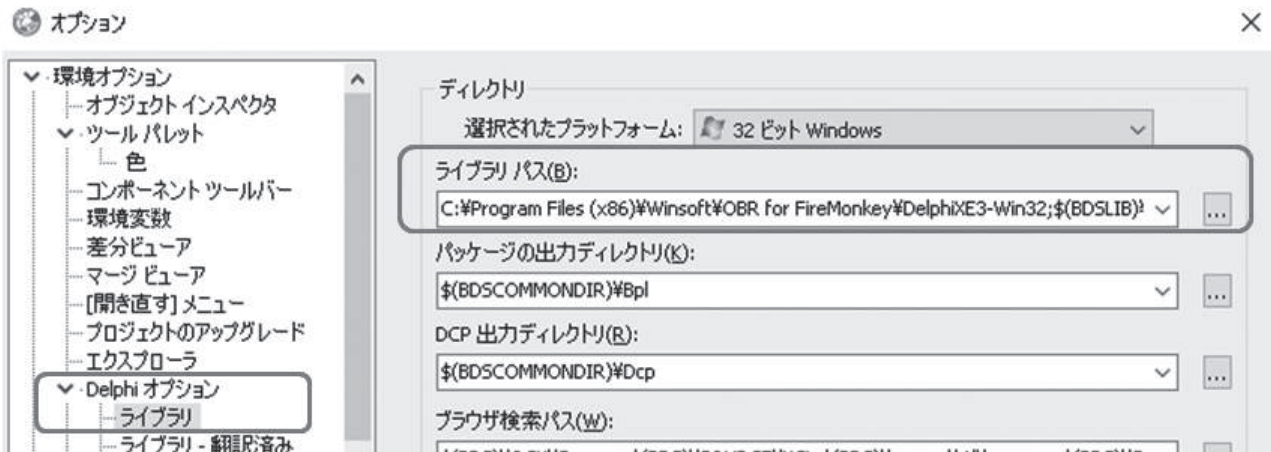 オプション
環境オプション
オブジェクト インスペクタ
ツール パレット
色
コンポーネント ツールバー
環境変数
差分ビューア
マージ ビューア
[開き直す] メニュー
プロジェクトのアップグレード
エクスプローラ
Delphi オプション
ライブラリ
ライブラリ - 翻訳済み
ディレクトリ
選択されたプラットフォーム: 32 ビット Windows
ライブラリ パス(B):
C:¥Program Files (x86)¥Winsoft¥OBR for FireMonkey¥DelphiXE3-Win32;$(BDSLIB)¥
...
パッケージの出力ディレクトリ(K):
$(BDSCOMMONDIR)¥Bpl
...
DCP 出力ディレクトリ(R):
$(BDSCOMMONDIR)¥Dcp
...
ブラウザ検索パス(W):